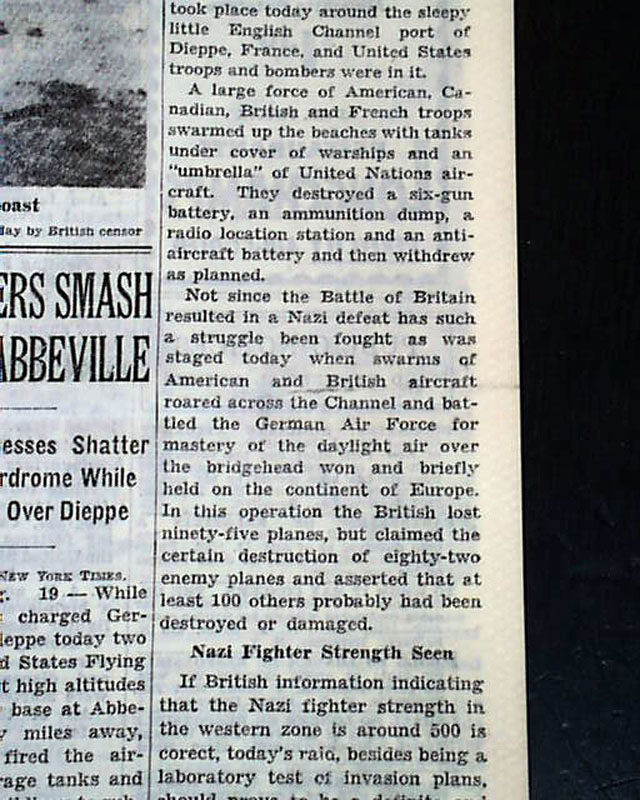 oast
day by British censor
ERS SMASH
ABBEVILLE
esses Shatter
rdrome While
Over Dieppe
NEW YORK TIMES.
19 — While
charged Ger-
ieppe today two
d States Flying
t high altitudes
base at Abbe-
miles away,
fired the air-
rage tanks and
took place today around the sleepy
little English Channel port of
Dieppe, France, and United States
troops and bombers were in it.
A large force of American, Ca-
nadian, British and French troops
swarmed up the beaches with tanks
under cover of warships and an
"umbrella" of United Nations air-
craft. They destroyed a six-gun
battery, an ammunition dump, a
radio location station and an anti-
aircraft battery and then withdrew
as planned.
Not since the Battle of Britain
resulted in a Nazi defeat has such
a struggle been fought as was
staged today when swarms of
American and British aircraft
roared across the Channel and bat-
tled the German Air Force for
mastery of the daylight air over
the bridgehead won and briefly
held on the continent of Europe.
In this operation the British lost
ninety-five planes, but claimed the
certain destruction of eighty-two
enemy planes and asserted that at
least 100 others probably had been
destroyed or damaged.
Nazi Fighter Strength Seen
If British information indicating
that the Nazi fighter strength in
the western zone is around 500 is
corect, today's raid, besides being a
laboratory test of invasion plans,
should prove to be a definite and